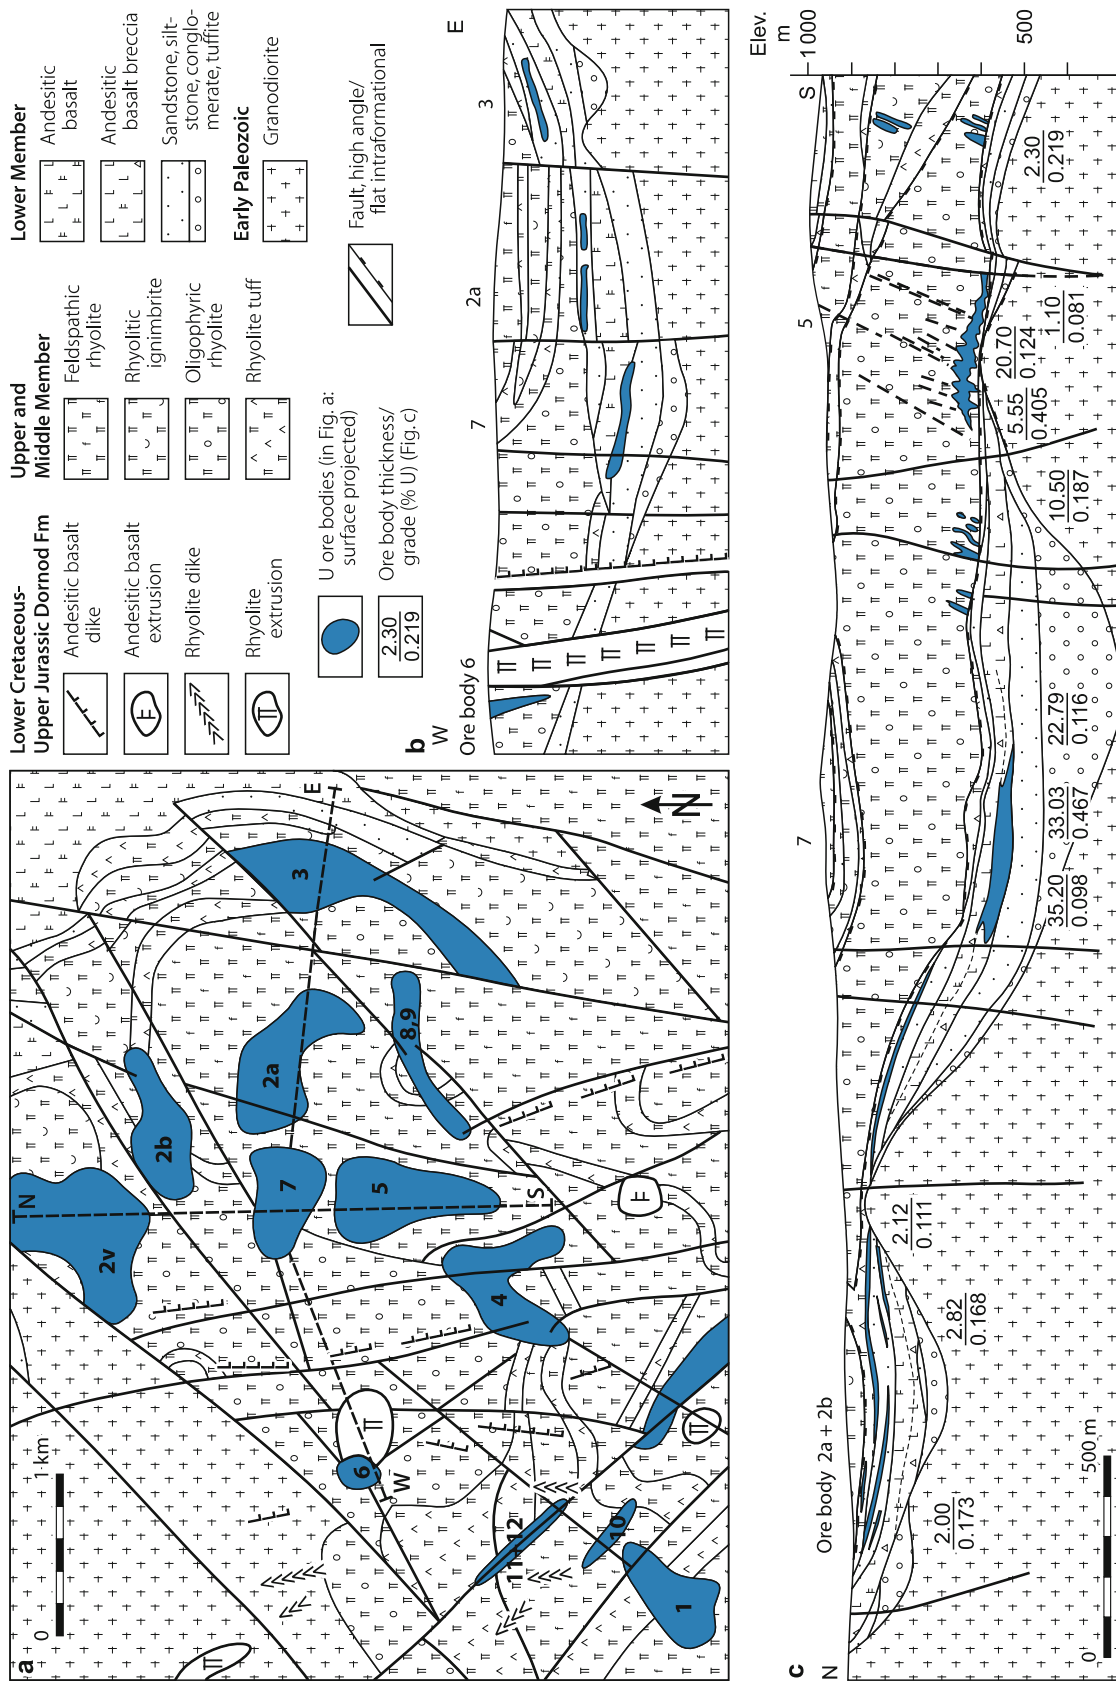 a
0
1 km
N
S
W
E
N
2v
2b
2a
3
7
5
8,9
4
6
11+12
10
1
Lower Cretaceous-
Upper Jurassic Dornod Fm
Andesitic basalt
dike
Andesitic basalt
extrusion
Rhyolite dike
Rhyolite
extrusion
Upper and
Middle Member
Feldspathic
rhyolite
Rhyolitic
ignimbrite
Oligophyric
rhyolite
Rhyolite tuff
Lower Member
Andesitic
basalt
Andesitic
basalt breccia
Sandstone, silt-
stone, conglo-
merate, tuffite
Early Paleozoic
Granodiorite
U ore bodies (in Fig. a:
surface projected)
2.30
0.219
Ore body thickness/
grade (% U) (Fig. c)
Fault, high angle/
flat intraformational
b
W
E
Ore body 6
7
2a
3
c
N
S
Ore body 2a + 2b
7
5
Elev.
m
1 000
500
2.00
0.173
2.82
0.168
2.12
0.111
35.20
0.098
33.03
0.467
22.79
0.116
10.50
0.187
5.55
0.405
20.70
0.124
1.10
0.081
2.30
0.219
0
500 m